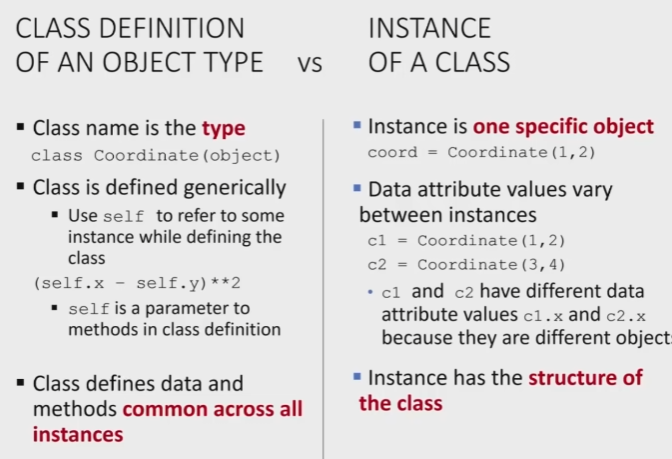 CLASS DEFINITION
OF AN OBJECT TYPE vs
INSTANCE
OF A CLASS
▪ Class name is the type
class Coordinate(object)
▪ Class is defined generically
▪ Use self to refer to some
instance while defining the
class
(self.x - self.y)**2
▪ self is a parameter to
methods in class definition
▪ Class defines data and
methods common across all
instances
▪ Instance is one specific object
coord = Coordinate(1,2)
▪ Data attribute values vary
between instances
c1 = Coordinate(1,2)
c2 = Coordinate(3,4)
• c1 and c2 have different data
attribute values c1.x and c2.x
because they are different object
▪ Instance has the structure of
the class